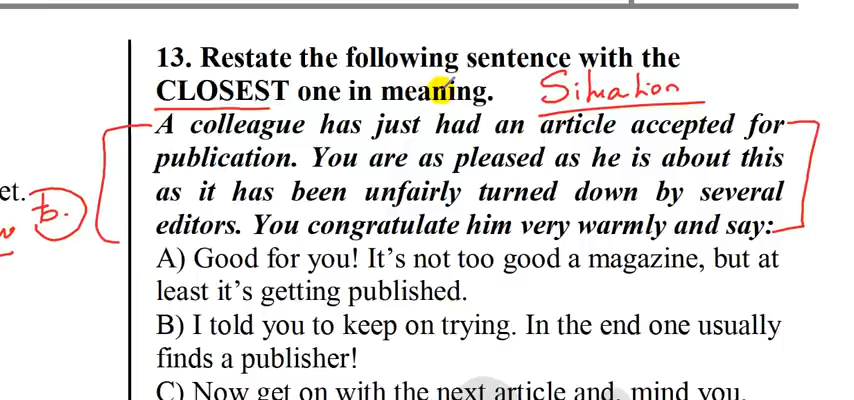 13. Restate the following sentence with the
CLOSEST one in meaning.
Situation
A colleague has just had an article accepted for
publication. You are as pleased as he is about this
et.
as it has been unfairly turned down by several
b.
editors. You congratulate him very warmly and say:
A) Good for you! It’s not too good a magazine, but at
least it’s getting published.
B) I told you to keep on trying. In the end one usually
finds a publisher!
C) Now get on with the next article and, mind you,